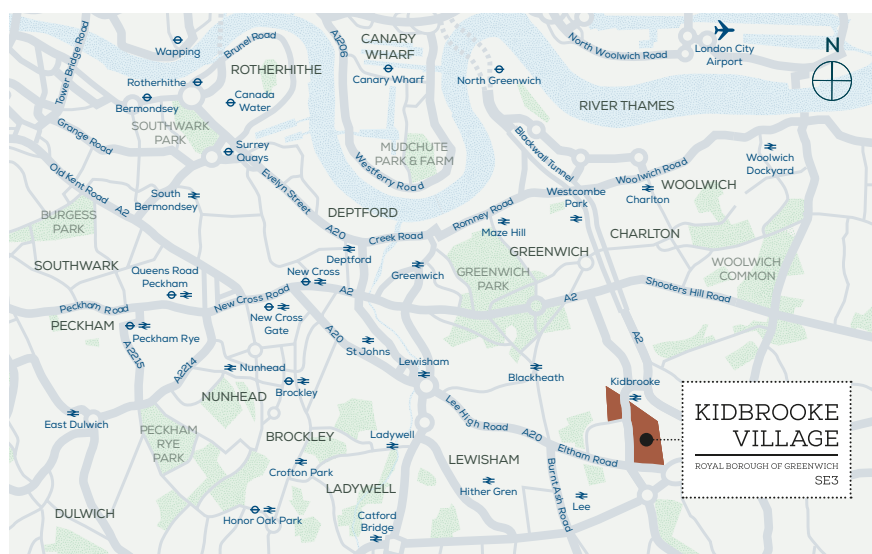 Tower Bridge Road
Wapping
Brunel Road
A1206
CANARY
WHARF
Canary Wharf
North Greenwich
North Woolwich Road
London City
Airport
N
Rotherhithe
ROTHERHITHE
Bermondsey
Canada
Water
RIVER THAMES
SOUTHWARK
PARK
Grange Road
Surrey
Quays
MUDCHUTE
PARK & FARM
Blackwall Tunnel
Woolwich
Dockyard
Old Kent Road
A2
South
Bermondsey
Evelyn Street
A20
Westferry Road
Westcombe
Park
Woolwich Road
Charlton
WOOLWICH
BURGESS
PARK
DEPTFORD
Creek Road
Romney Road
Maze Hill
CHARLTON
Deptford
GREENWICH
SOUTHWARK
Queens Road
Peckham
New Cross
Greenwich
GREENWICH
PARK
WOOLWICH
COMMON
Peckham Road
New Cross Road
A2
A2
Shooters Hill Road
PECKHAM
Peckham Rye
New Cross
Gate
A20
St Johns
A2
A2215
A2214
Nunhead
Brockley
Lewisham
Blackheath
Kidbrooke
NUNHEAD
East Dulwich
PECKHAM
RYE
PARK
BROCKLEY
Ladywell
Lee High Road
A20
Eltham Road
KIDBROOKE
VILLAGE
ROYAL BOROUGH OF GREENWICH
SE3
Crofton Park
LEWISHAM
LADYWELL
Hither Gren
Burnt Ash Road
Lee
DULWICH
Honor Oak Park
Catford
Bridge